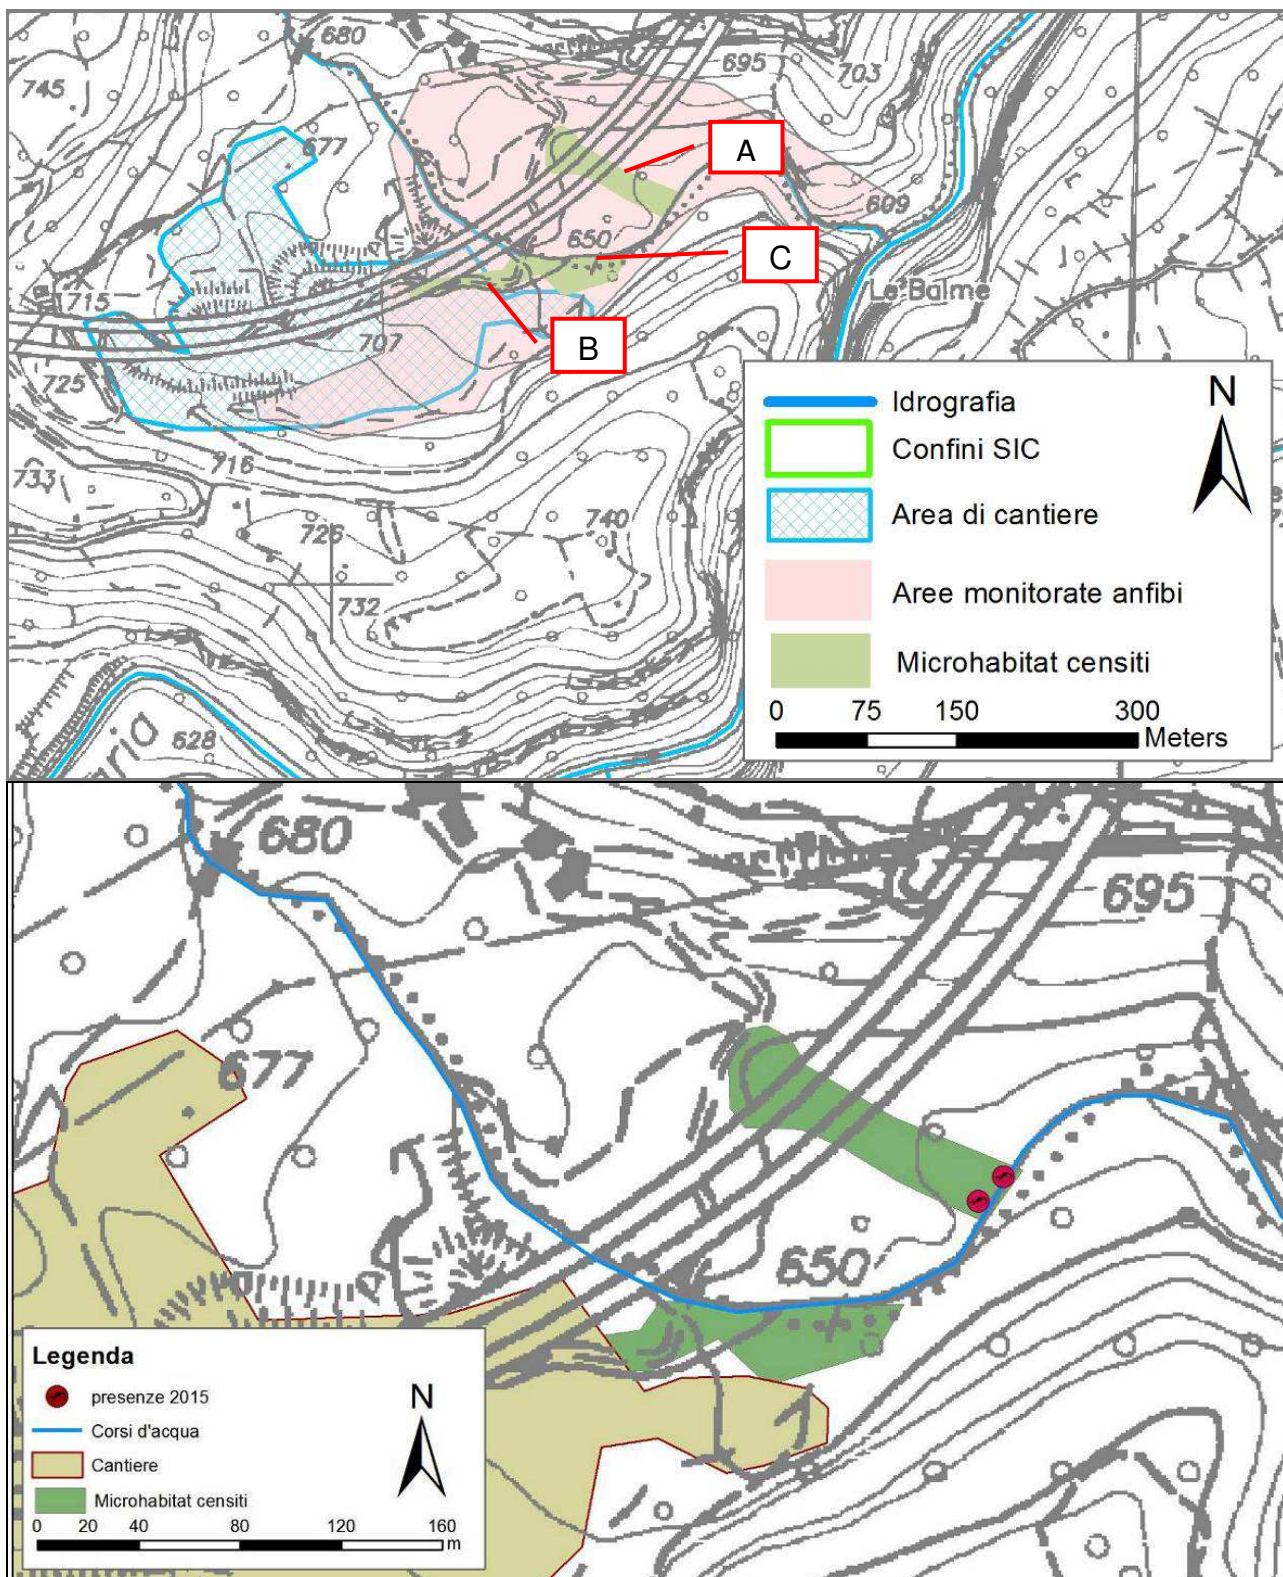 680
695
703
745
677
A
609
650
C
Le Balme
715
707
B
725
716
733
726
740
732
628
aria
Idrografia
Confini SIC
Area di cantiere
Aree monitorate anfibi
Microhabitat censiti
N
0 75 150 300
Meters
680
695
677
650
Legenda
presenze 2015
Corsi d'acqua
Cantiere
Microhabitat censiti
N
0 20 40 80 120 160
m